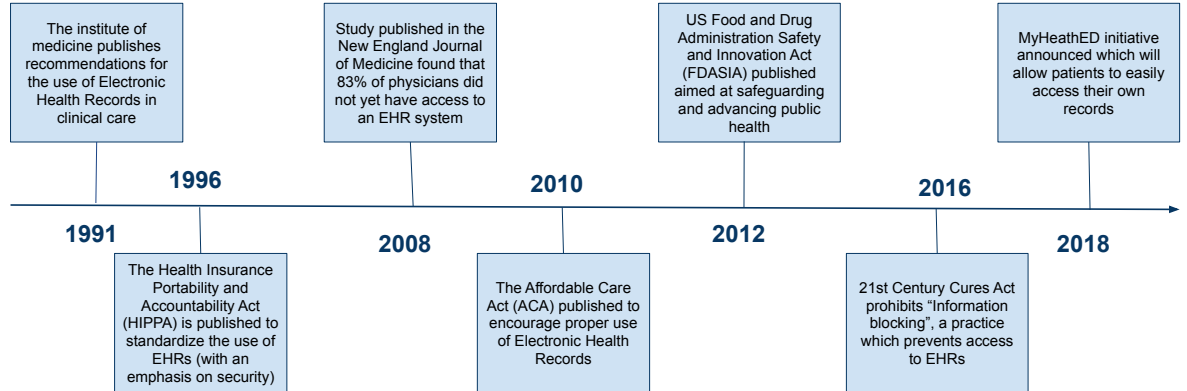 The institute of
medicine publishes
recommendations for
the use of Electronic
Health Records in
clinical care
Study published in the
New England Journal
of Medicine found that
83% of physicians did
not yet have access to
an EHR system
US Food and Drug
Administration Safety
and Innovation Act
(FDASIA) published
aimed at safeguarding
and advancing public
health
MyHeathED initiative
announced which will
allow patients to easily
access their own
records
1996
2010
2016
1991
2008
2012
2018
The Health Insurance
Portability and
Accountability Act
(HIPPA) is published to
standardize the use of
EHRs (with an
emphasis on security)
The Affordable Care
Act (ACA) published to
encourage proper use
of Electronic Health
Records
21st Century Cures Act
prohibits “Information
blocking”, a practice
which prevents access
to EHRs